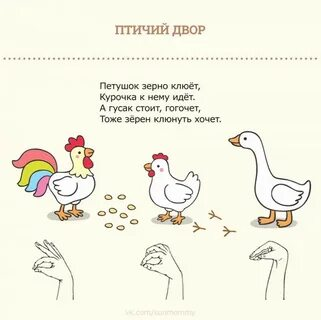 ПТИЧИЙ ДВОР
Петушок зерно клюёт,
Курочка к нему идёт.
А гусак стоит, гогочет,
Тоже зёрен клюнуть хочет.
vk.com/sunmommy